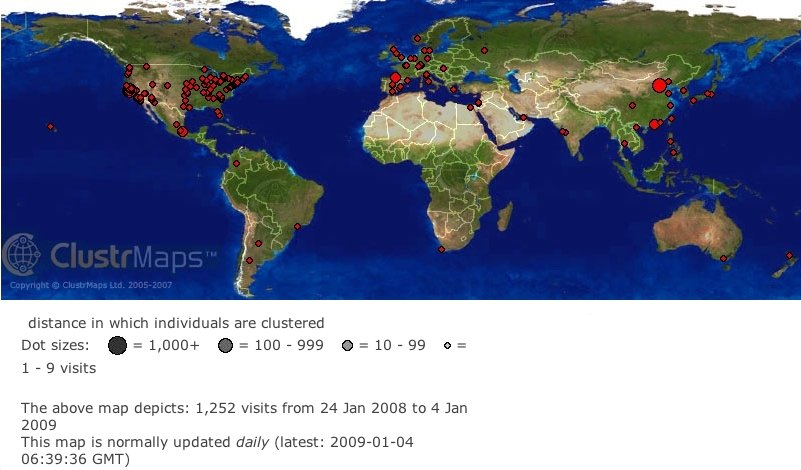 ClustrMaps™
Copyright © ClustrMaps Ltd. 2005-2007
distance in which individuals are clustered
Dot sizes: = 1,000+ = 100 - 999 = 10 - 99 =
1 - 9 visits
The above map depicts: 1,252 visits from 24 Jan 2008 to 4 Jan
2009
This map is normally updated daily (latest: 2009-01-04
06:39:36 GMT)